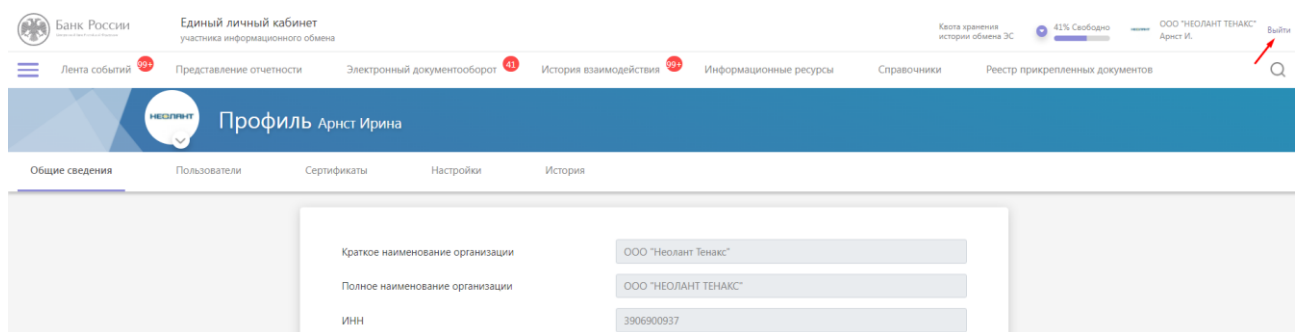 Банк России
Единый личный кабинет
участника информационного обмена
Квота хранения
истории обмена ЭС
41% Свободно
ООО "НЕОЛАНТ ТЕНАКС"
Арнст И.
Выйти
Лента событий 99+ Представление отчетности Электронный документооборот 41 История взаимодействия 99+ Информационные ресурсы Справочники Реестр прикрепленных документов
НЕОЛАНТ
Профиль Арнст Ирина
Общие сведения Пользователи Сертификаты Настройки История
Краткое наименование организации ООО "Неолант Тенакс"
Полное наименование организации ООО "НЕОЛАНТ ТЕНАКС"
ИНН 3906900937